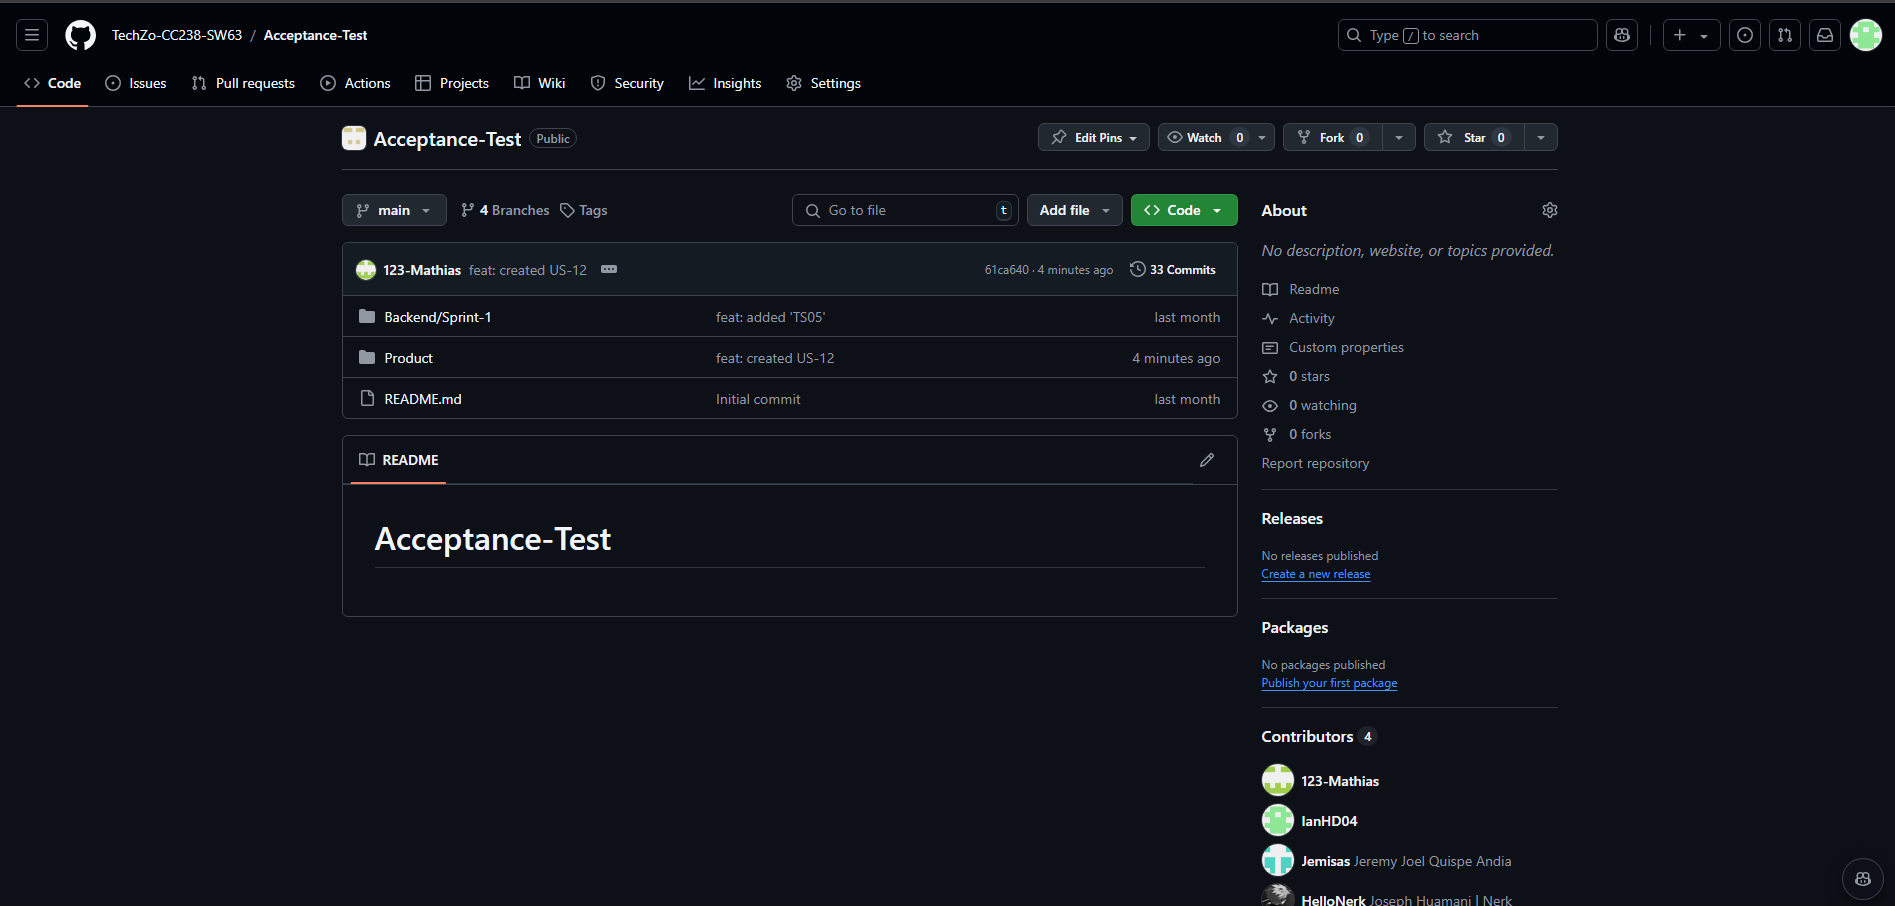 TechZo-CC238-SW63 / Acceptance-Test
Type / to search
Code Issues Pull requests Actions Projects Wiki Security Insights Settings
Acceptance-Test Public
Edit Pins Watch 0 Fork 0 Star 0
main 4 Branches Tags
Go to file t Add file Code
123-Mathias feat: created US-12 61ca640 · 4 minutes ago 33 Commits
Backend/Sprint-1 feat: added 'TS05' last month
Product feat: created US-12 4 minutes ago
README.md Initial commit last month
README
Acceptance-Test
About
No description, website, or topics provided.
Readme
Activity
Custom properties
0 stars
0 watching
0 forks
Report repository
Releases
No releases published
Create a new release
Packages
No packages published
Publish your first package
Contributors 4
123-Mathias
IanHD04
Jemisas Jeremy Joel Quispe Andia
HelloNerk Joseph Huamani | Nerk